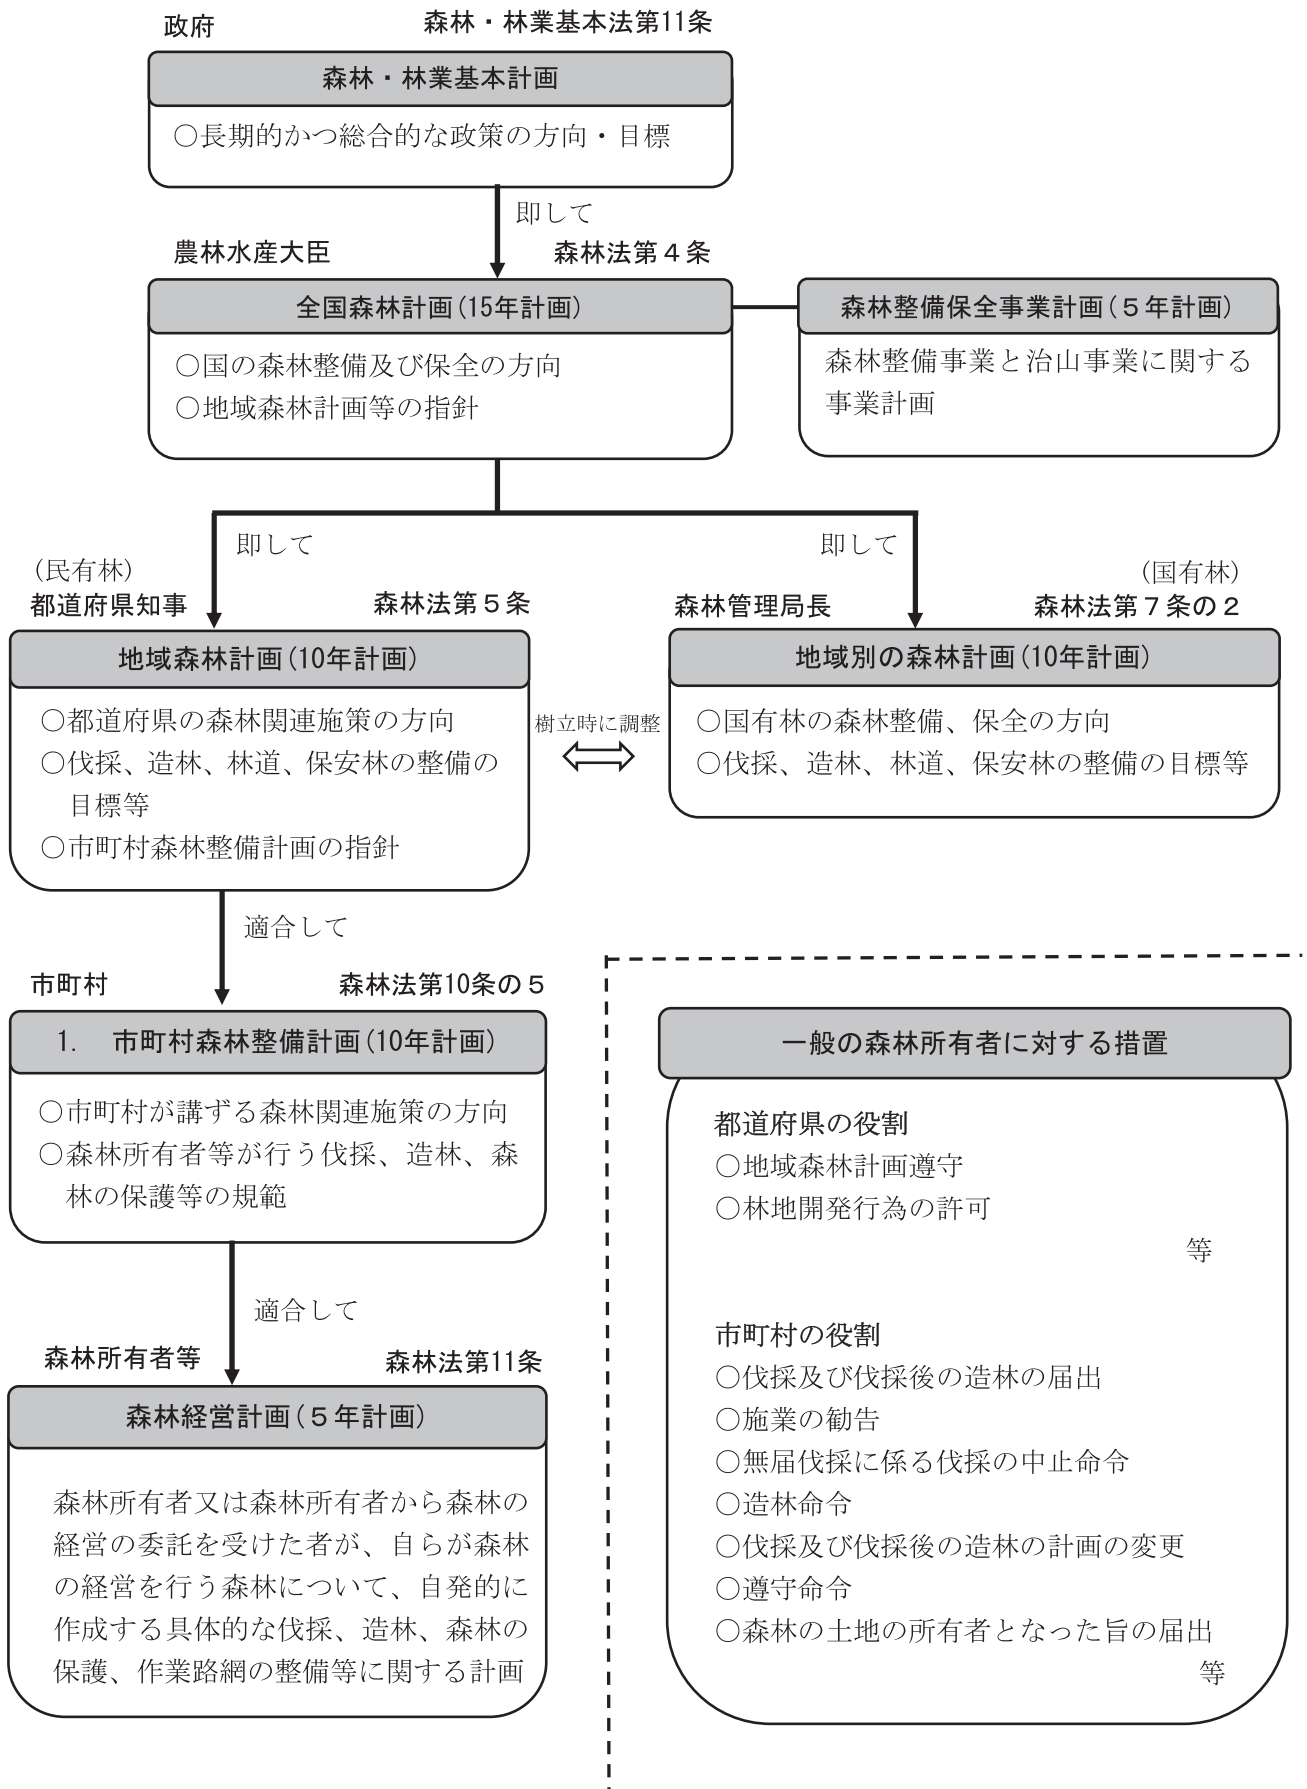 政府
森林・林業基本法第11条
森林・林業基本計画
○長期的かつ総合的な政策の方向・目標
即して
農林水産大臣
森林法第４条
全国森林計画(15年計画)
○国の森林整備及び保全の方向
○地域森林計画等の指針
森林整備保全事業計画(５年計画)
森林整備事業と治山事業に関する
事業計画
即して
即して
(民有林)
都道府県知事
森林法第５条
地域森林計画(10年計画)
○都道府県の森林関連施策の方向
○伐採、造林、林道、保安林の整備の
目標等
○市町村森林整備計画の指針
樹立時に調整
(国有林)
森林管理局長
森林法第７条の２
地域別の森林計画(10年計画)
○国有林の森林整備、保全の方向
○伐採、造林、林道、保安林の整備の目標等
適合して
市町村
森林法第10条の５
1. 市町村森林整備計画(10年計画)
○市町村が講ずる森林関連施策の方向
○森林所有者等が行う伐採、造林、森
林の保護等の規範
適合して
森林所有者等
森林法第11条
森林経営計画(５年計画)
森林所有者又は森林所有者から森林の
経営の委託を受けた者が、自らが森林
の経営を行う森林について、自発的に
作成する具体的な伐採、造林、森林の
保護、作業路網の整備等に関する計画
一般の森林所有者に対する措置
都道府県の役割
○地域森林計画遵守
○林地開発行為の許可
等
市町村の役割
○伐採及び伐採後の造林の届出
○施業の勧告
○無届伐採に係る伐採の中止命令
○造林命令
○伐採及び伐採後の造林の計画の変更
○遵守命令
○森林の土地の所有者となった旨の届出
等